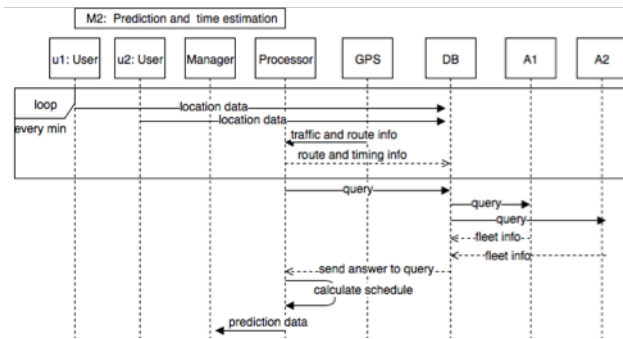 M2: Prediction and time estimation
u1: User u2: User Manager Processor GPS DB A1 A2
loop
every min
location data
location data
traffic and route info
route and timing info
query
query
query
fleet info
fleet info
send answer to query
calculate schedule
prediction data